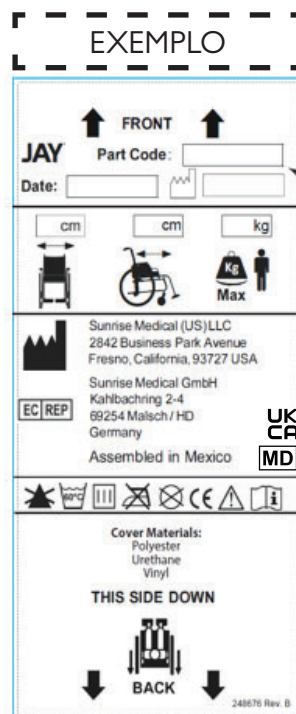 EXEMPLO
FRONT
JAY
Part Code:
Date:
cm cm kg
Kg
Max
Sunrise Medical (US) LLC
2842 Business Park Avenue
Fresno, California, 93727 USA
Sunrise Medical GmbH
Kahlbachring 2-4
EC REP
69254 Malsch / HD
Germany
UK
CA
Assembled in Mexico
MD
60°C
CE
i
Cover Materials:
Polyester
Urethane
Vinyl
THIS SIDE DOWN
BACK
248676 Rev. B